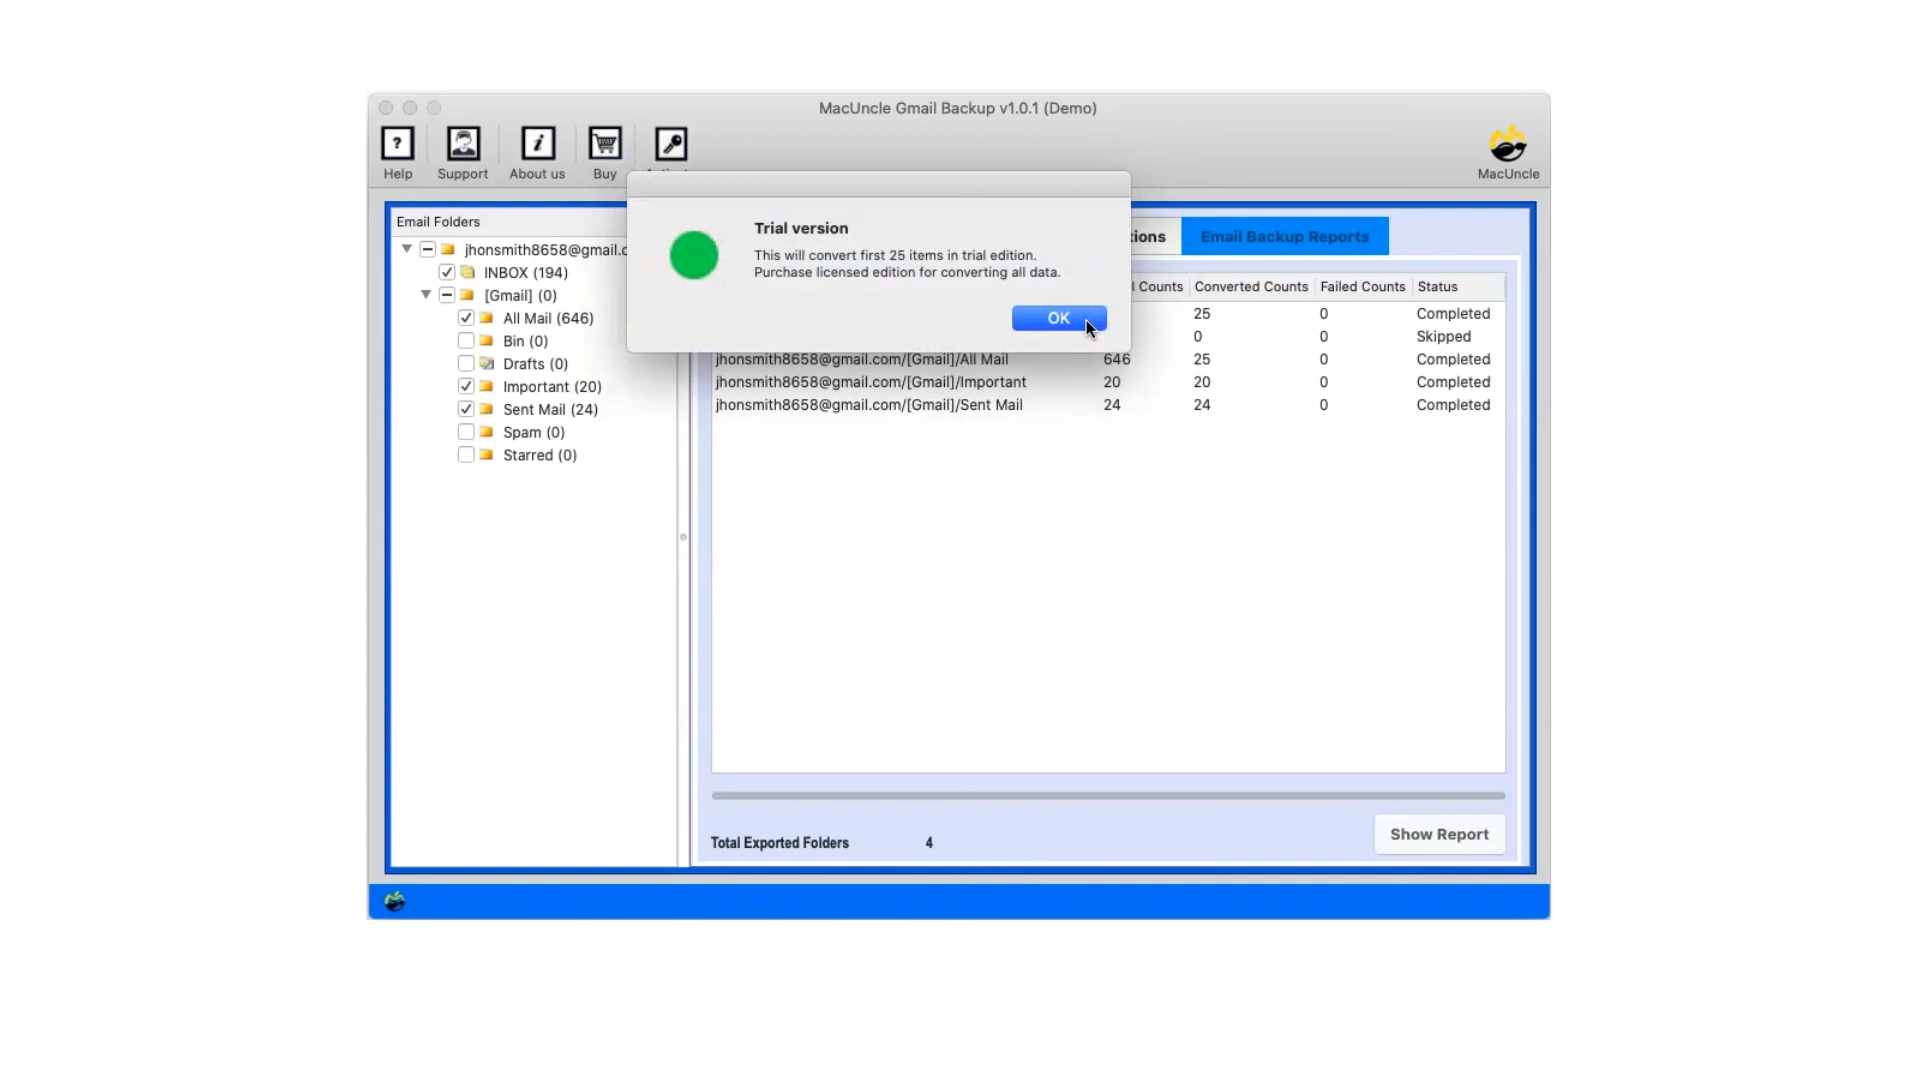 MacUncle Gmail Backup v1.0.1 (Demo)
?
i
Help
Support
About us
Buy
MacUncle
Trial version
This will convert first 25 items in trial edition.
Purchase licensed edition for converting all data.
OK
Email Folders
jhonsmith8658@gmail.c
INBOX (194)
[Gmail] (0)
All Mail (646)
Bin (0)
Drafts (0)
Important (20)
Sent Mail (24)
Spam (0)
Starred (0)
tions
Email Backup Reports
l Counts Converted Counts Failed Counts Status
25 0 Completed
0 0 Skipped
jhonsmith8658@gmail.com/[Gmail]/All Mail 646 25 0 Completed
jhonsmith8658@gmail.com/[Gmail]/Important 20 20 0 Completed
jhonsmith8658@gmail.com/[Gmail]/Sent Mail 24 24 0 Completed
Total Exported Folders 4
Show Report